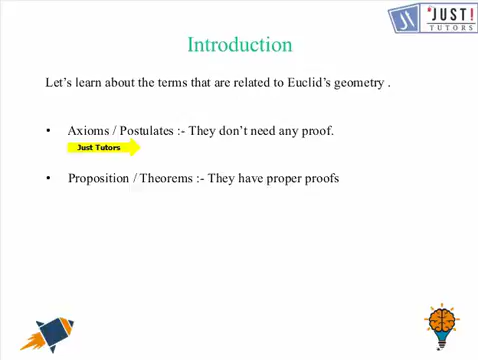 JUST!
TUTORS
Introduction
Let's learn about the terms that are related to Euclid's geometry .
• Axioms / Postulates :- They don't need any proof.
Just Tutors
• Proposition / Theorems :- They have proper proofs